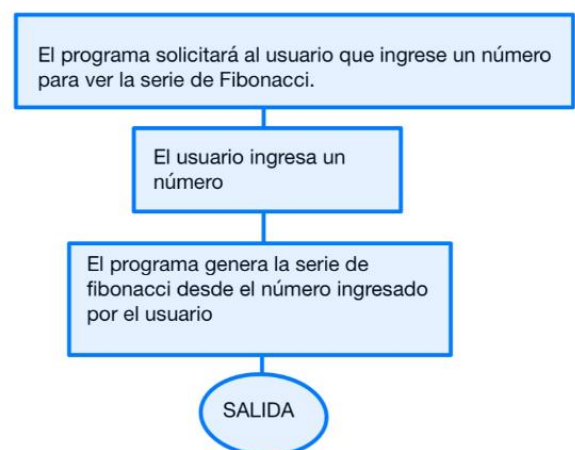 El programa solicitará al usuario que ingrese un número
para ver la serie de Fibonacci.
El usuario ingresa un
número
El programa genera la serie de
fibonacci desde el número ingresado
por el usuario
SALIDA